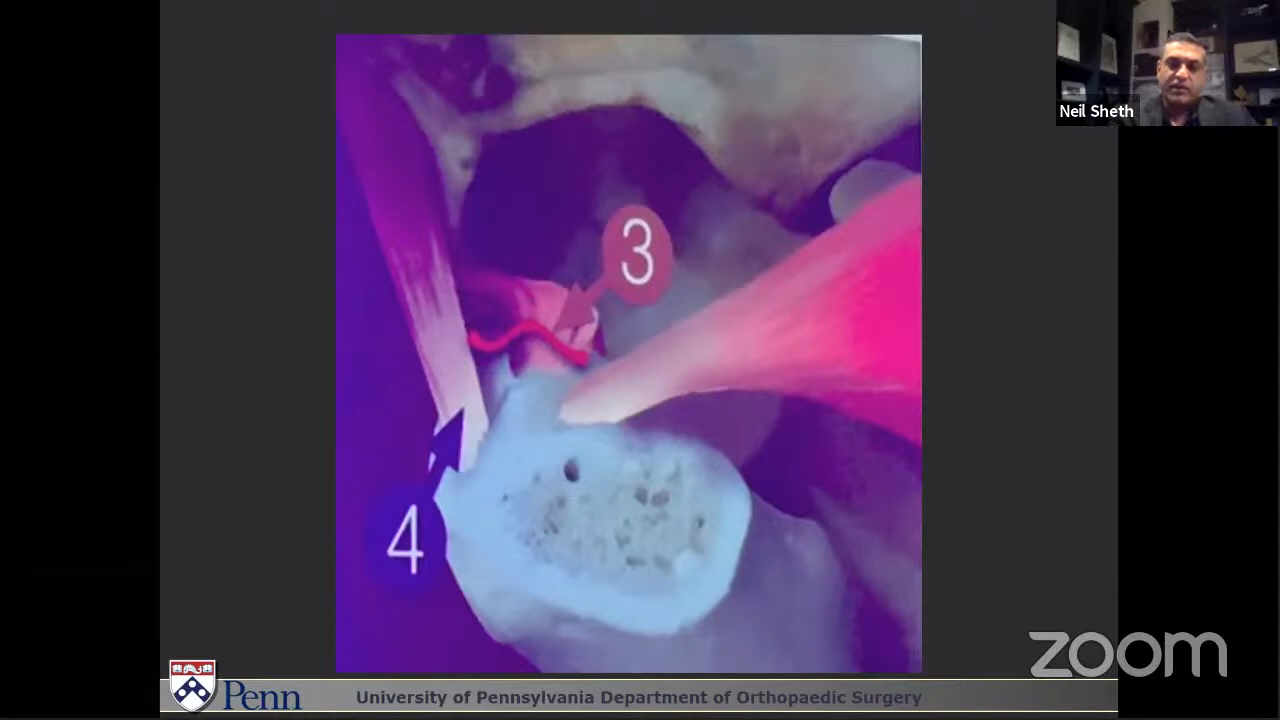 Neil Sheth
3
4
zoom
Penn
University of Pennsylvania Department of Orthopaedic Surgery